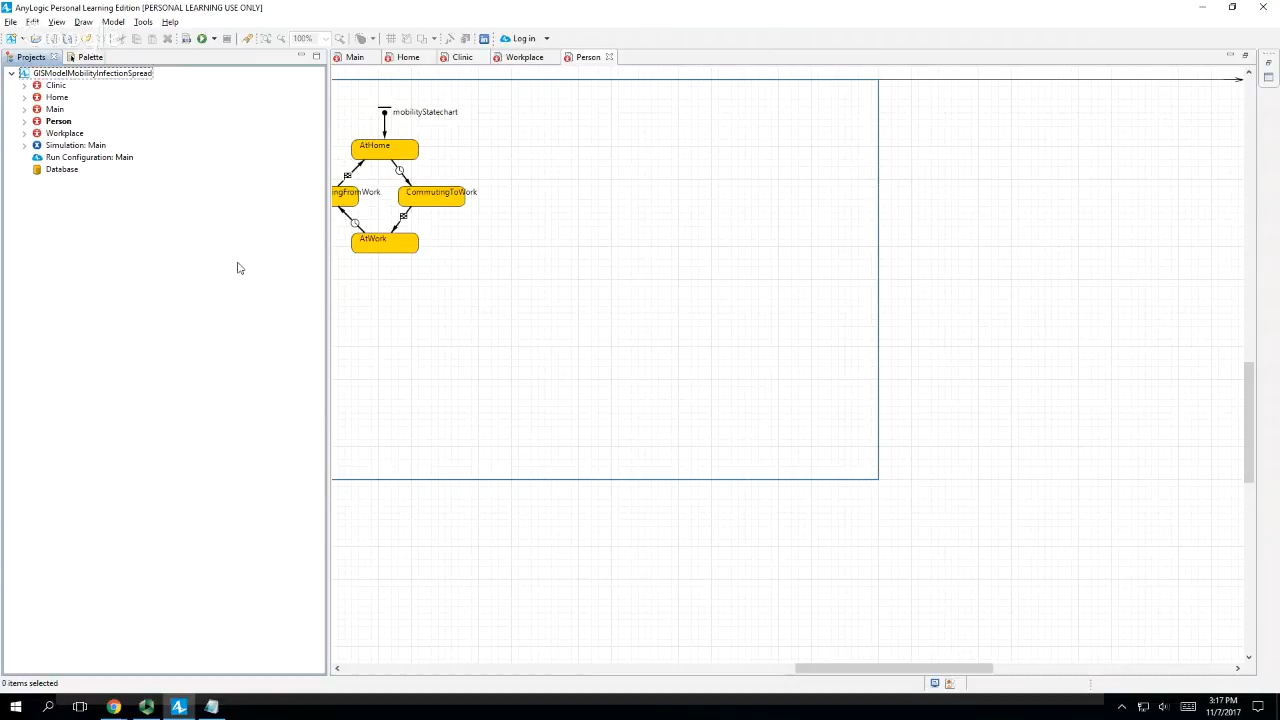 AnyLogic Personal Learning Edition [PERSONAL LEARNING USE ONLY]
File Edit View Draw Model Tools Help
100% Log in
Projects Palette
Main Home Clinic Workplace Person
GISModelMobilityInfectionSpread
Clinic
Home
Main
Person
Workplace
Simulation: Main
Run Configuration: Main
Database
mobilityStatechart
AtHome
ingFromWork CommutingToWork
AtWork
0 items selected
3:17 PM
11/7/2017